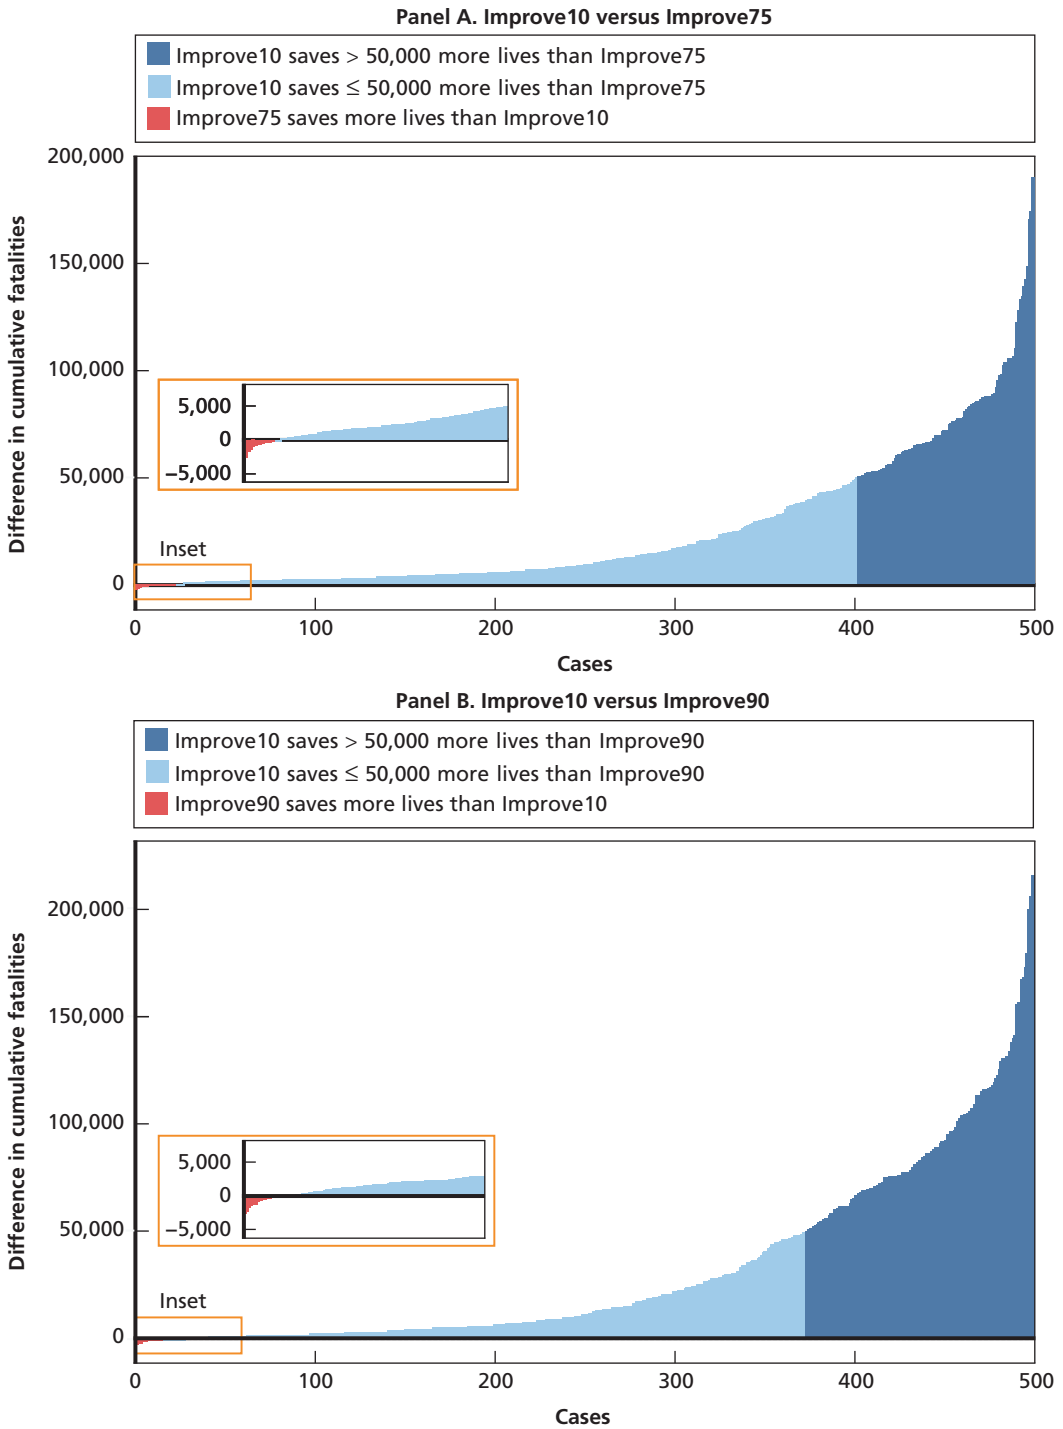 Panel A. Improve10 versus Improve75
Improve10 saves > 50,000 more lives than Improve75
Improve10 saves ≤ 50,000 more lives than Improve75
Improve75 saves more lives than Improve10
200,000
150,000
100,000
50,000
0
Difference in cumulative fatalities
5,000
0
−5,000
Inset
0 100 200 300 400 500
Cases
Panel B. Improve10 versus Improve90
Improve10 saves > 50,000 more lives than Improve90
Improve10 saves ≤ 50,000 more lives than Improve90
Improve90 saves more lives than Improve10
200,000
150,000
100,000
50,000
0
Difference in cumulative fatalities
5,000
0
−5,000
Inset
0 100 200 300 400 500
Cases